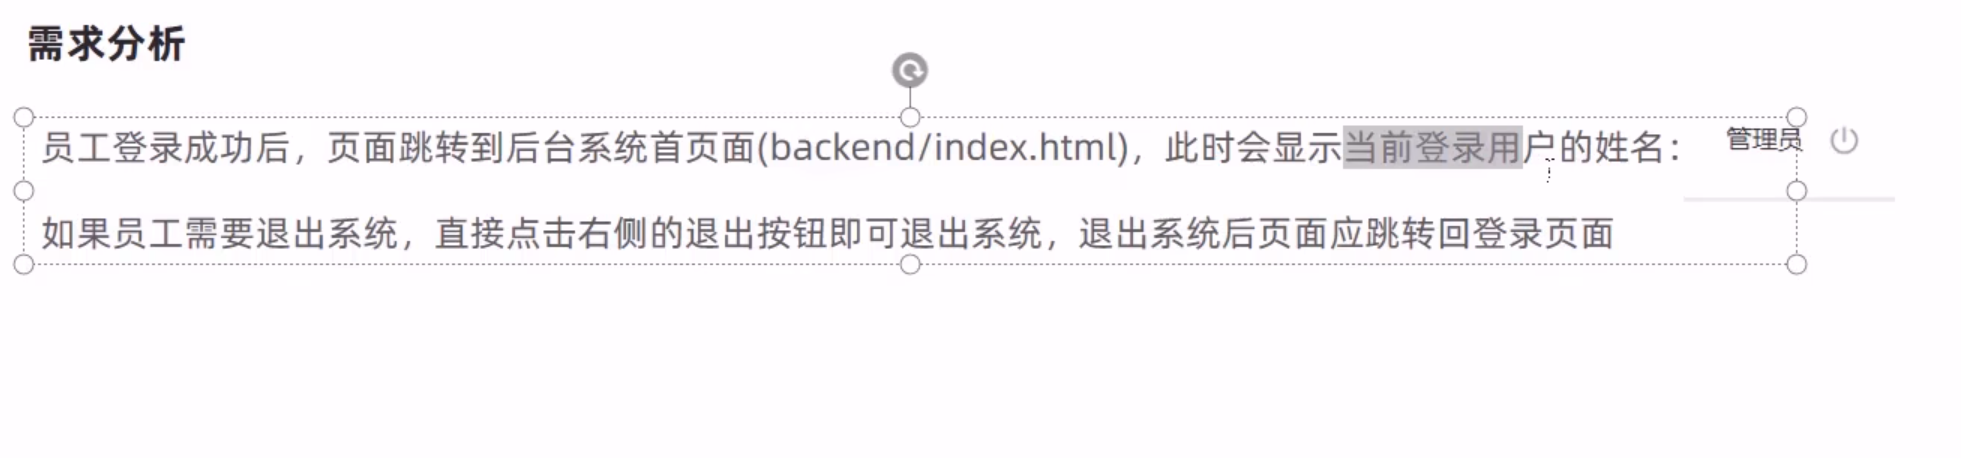 需求分析
员工登录成功后，页面跳转到后台系统首页面(backend/index.html)，此时会显示当前登录用户的姓名： 管理员
如果员工需要退出系统，直接点击右侧的退出按钮即可退出系统，退出系统后页面应跳转回登录页面